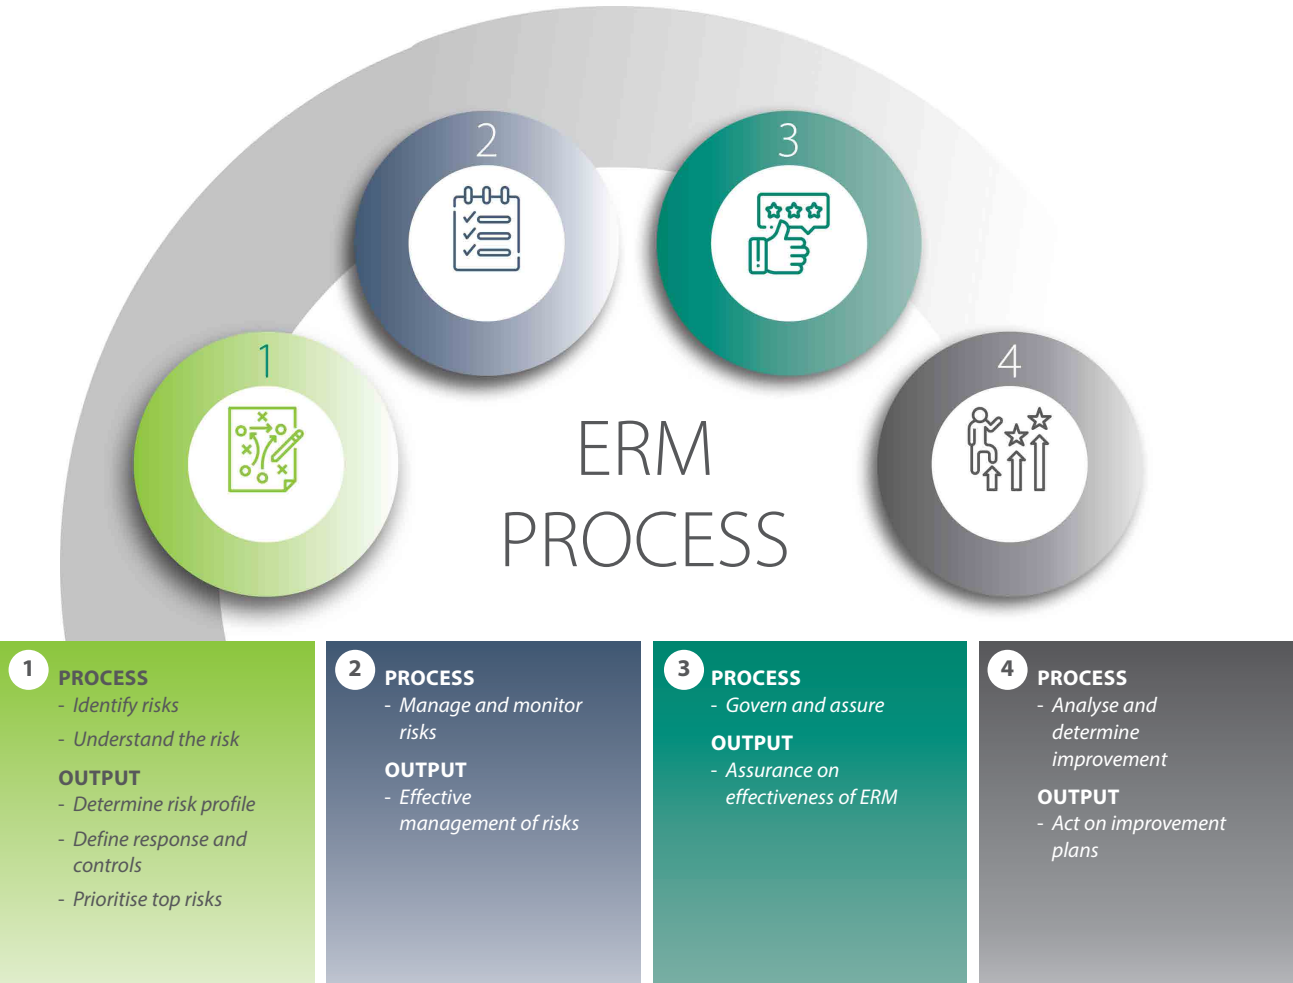 2
3
1
4
ERM
PROCESS
1
PROCESS
- Identify risks
- Understand the risk
OUTPUT
- Determine risk profile
- Define response and
controls
- Prioritise top risks
2
PROCESS
- Manage and monitor
risks
OUTPUT
- Effective
management of risks
3
PROCESS
- Govern and assure
OUTPUT
- Assurance on
effectiveness of ERM
4
PROCESS
- Analyse and
determine
improvement
OUTPUT
- Act on improvement
plans